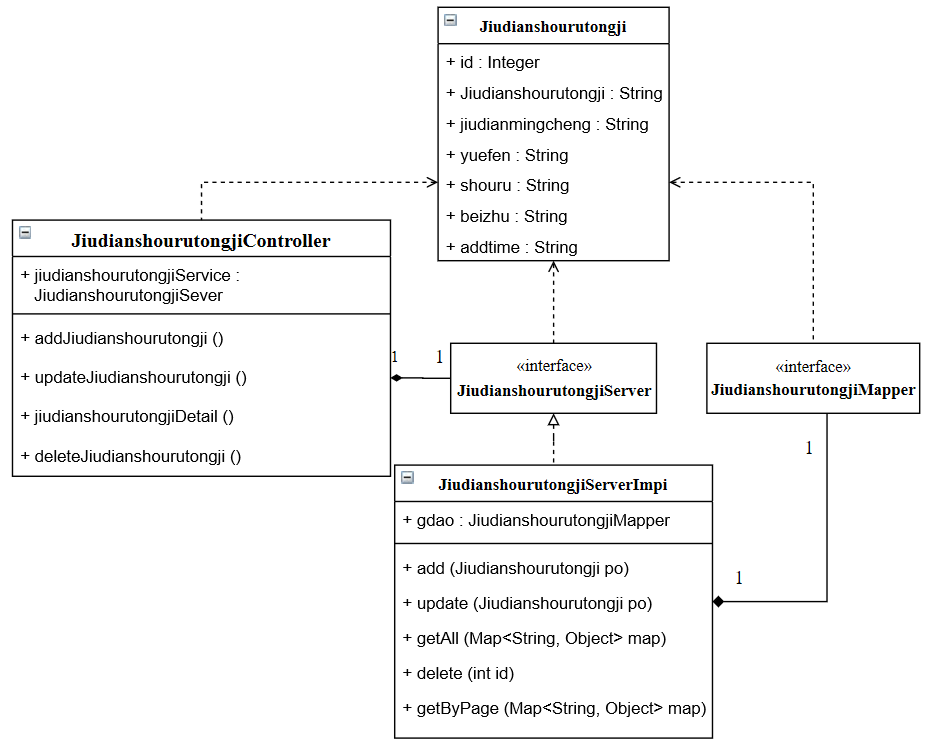 Jiudianshourutongji
+ id : Integer
+ Jiudianshourutongji : String
+ jiudianmingcheng : String
+ yuefen : String
+ shouru : String
+ beizhu : String
+ addtime : String
JiudianshourutongjiController
+ jiudianshourutongjiService :
JiudianshourutongjiSever
+ addJiudianshourutongji ()
+ updateJiudianshourutongji ()
+ jiudianshourutongjiDetail ()
+ deleteJiudianshourutongji ()
1
1
«interface»
JiudianshourutongjiServer
«interface»
JiudianshourutongjiMapper
1
JiudianshourutongjiServerImpi
+ gdao : JiudianshourutongjiMapper
+ add (Jiudianshourutongji po)
+ update (Jiudianshourutongji po)
+ getAll (Map<String, Object> map)
+ delete (int id)
+ getByPage (Map<String, Object> map)
1